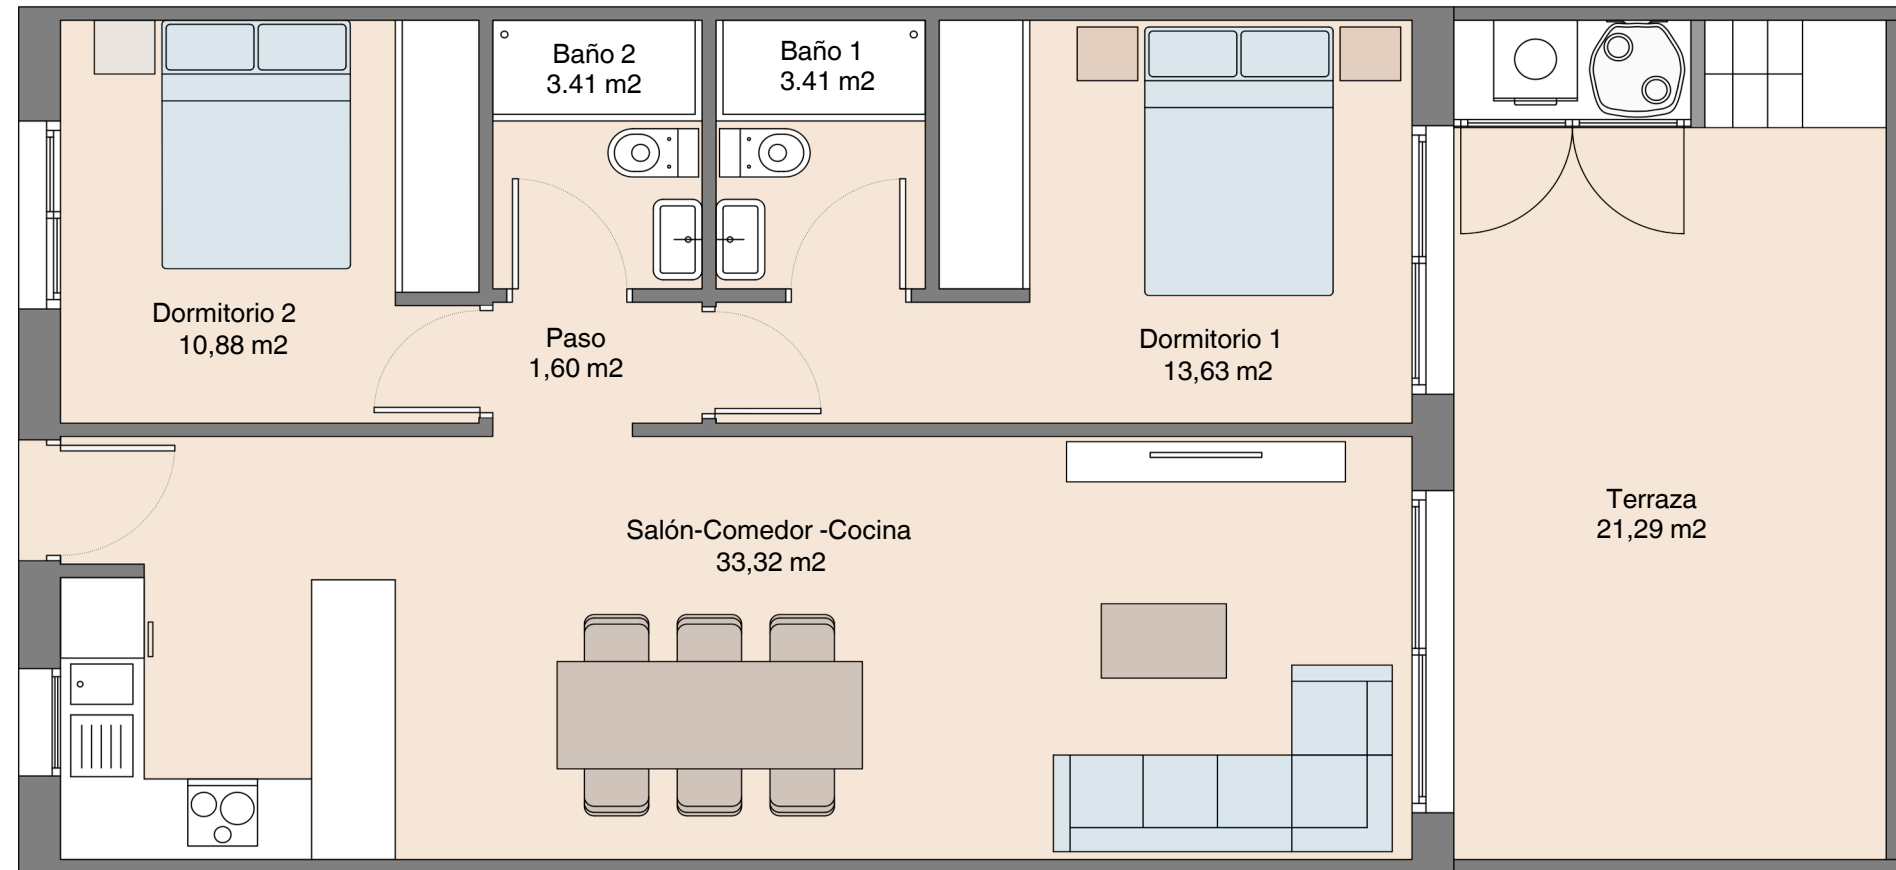 Baño 2
3.41 m2
Baño 1
3.41 m2
Dormitorio 2
10,88 m2
Paso
1,60 m2
Dormitorio 1
13,63 m2
Salón-Comedor -Cocina
33,32 m2
Terraza
21,29 m2